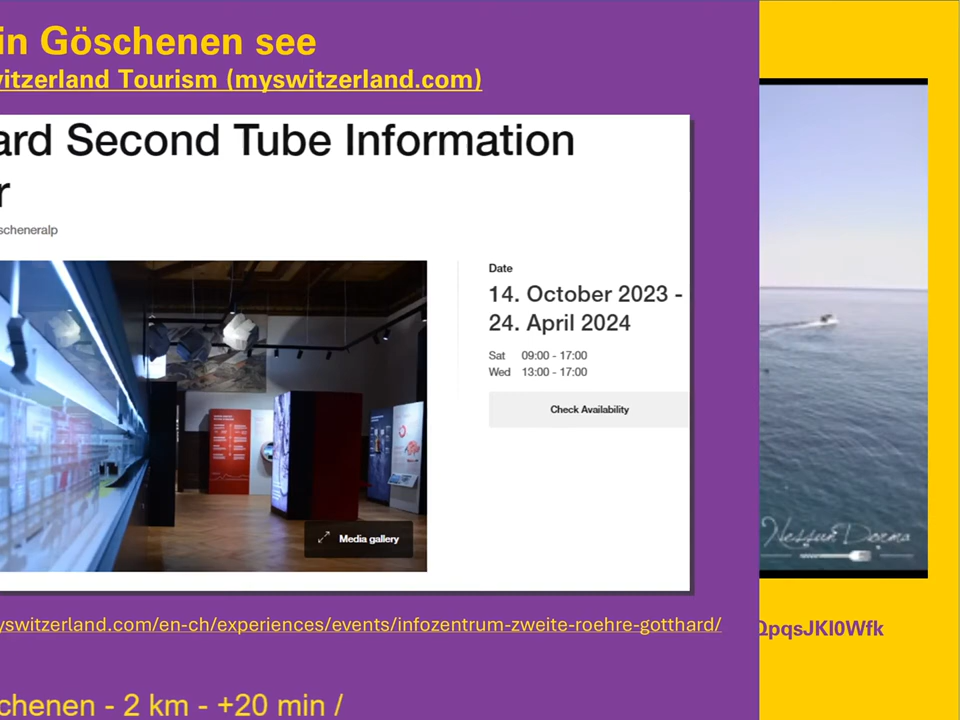 in Göschenen see
witzerland Tourism (myswitzerland.com)
ard Second Tube Information
r
scheneralp
Date
14. October 2023 -
24. April 2024
Sat 09:00 - 17:00
Wed 13:00 - 17:00
Check Availability
Media gallery
Nessun Dorma
yswitzerland.com/en-ch/experiences/events/infozentrum-zweite-roehre-gotthard/
QpqsJKI0Wfk
chenen - 2 km - +20 min /